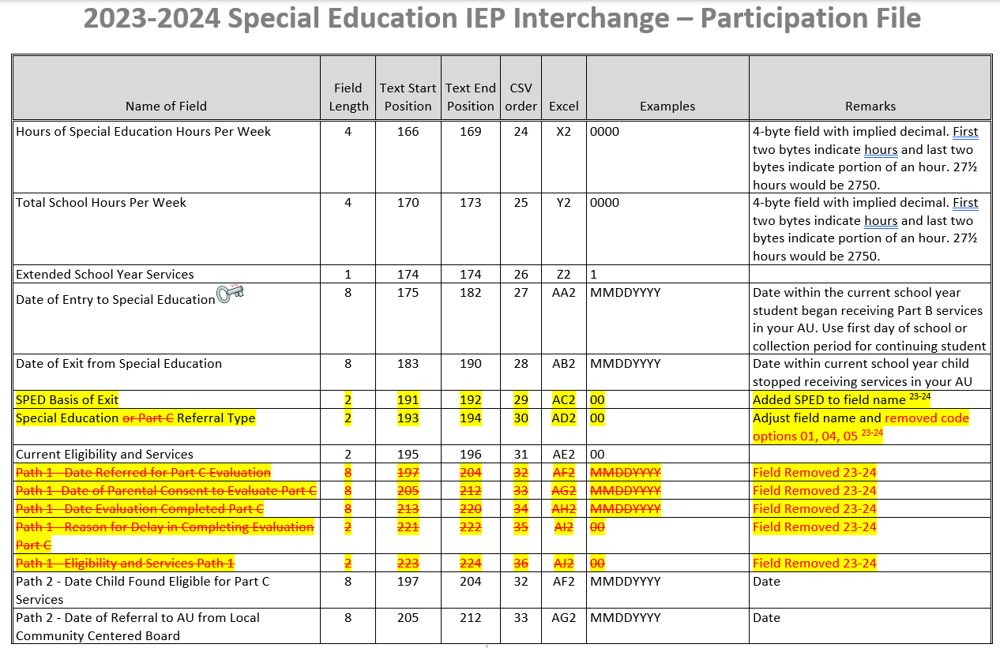 2023-2024 Special Education IEP Interchange – Participation File
Name of Field | Field Length | Text Start Position | Text End Position | CSV order | Excel | Examples | Remarks
Hours of Special Education Hours Per Week | 4 | 166 | 169 | 24 | X2 | 0000 | 4-byte field with implied decimal. First
two bytes indicate hours and last two
bytes indicate portion of an hour. 27½
hours would be 2750.
Total School Hours Per Week | 4 | 170 | 173 | 25 | Y2 | 0000 | 4-byte field with implied decimal. First
two bytes indicate hours and last two
bytes indicate portion of an hour. 27½
hours would be 2750.
Extended School Year Services | 1 | 174 | 174 | 26 | Z2 | 1
Date of Entry to Special Education | 8 | 175 | 182 | 27 | AA2 | MMDDYYYY | Date within the current school year
student began receiving Part B services
in your AU. Use first day of school or
collection period for continuing student
Date of Exit from Special Education | 8 | 183 | 190 | 28 | AB2 | MMDDYYYY | Date within current school year child
stopped receiving services in your AU
SPED Basis of Exit | 2 | 191 | 192 | 29 | AC2 | 00 | Added SPED to field name 23-24
Special Education or Part C Referral Type | 2 | 193 | 194 | 30 | AD2 | 00 | Adjust field name and removed code
options 01, 04, 05 23-24
Current Eligibility and Services | 2 | 195 | 196 | 31 | AE2 | 00
Path 1 - Date Referred for Part C Evaluation | 8 | 197 | 204 | 32 | AF2 | MMDDYYYY | Field Removed 23-24
Path 1- Date of Parental Consent to Evaluate Part C | 8 | 205 | 212 | 33 | AG2 | MMDDYYYY | Field Removed 23-24
Path 1 - Date Evaluation Completed Part C | 8 | 213 | 220 | 34 | AH2 | MMDDYYYY | Field Removed 23-24
Path 1 - Reason for Delay in Completing Evaluation | 2 | 221 | 222 | 35 | AI2 | 00 | Field Removed 23-24
Part C
Path 1 - Eligibility and Services Path 1 | 2 | 223 | 224 | 36 | AJ2 | 00 | Field Removed 23-24
Path 2 - Date Child Found Eligible for Part C | 8 | 197 | 204 | 32 | AF2 | MMDDYYYY | Date
Services
Path 2 - Date of Referral to AU from Local | 8 | 205 | 212 | 33 | AG2 | MMDDYYYY | Date
Community Centered Board